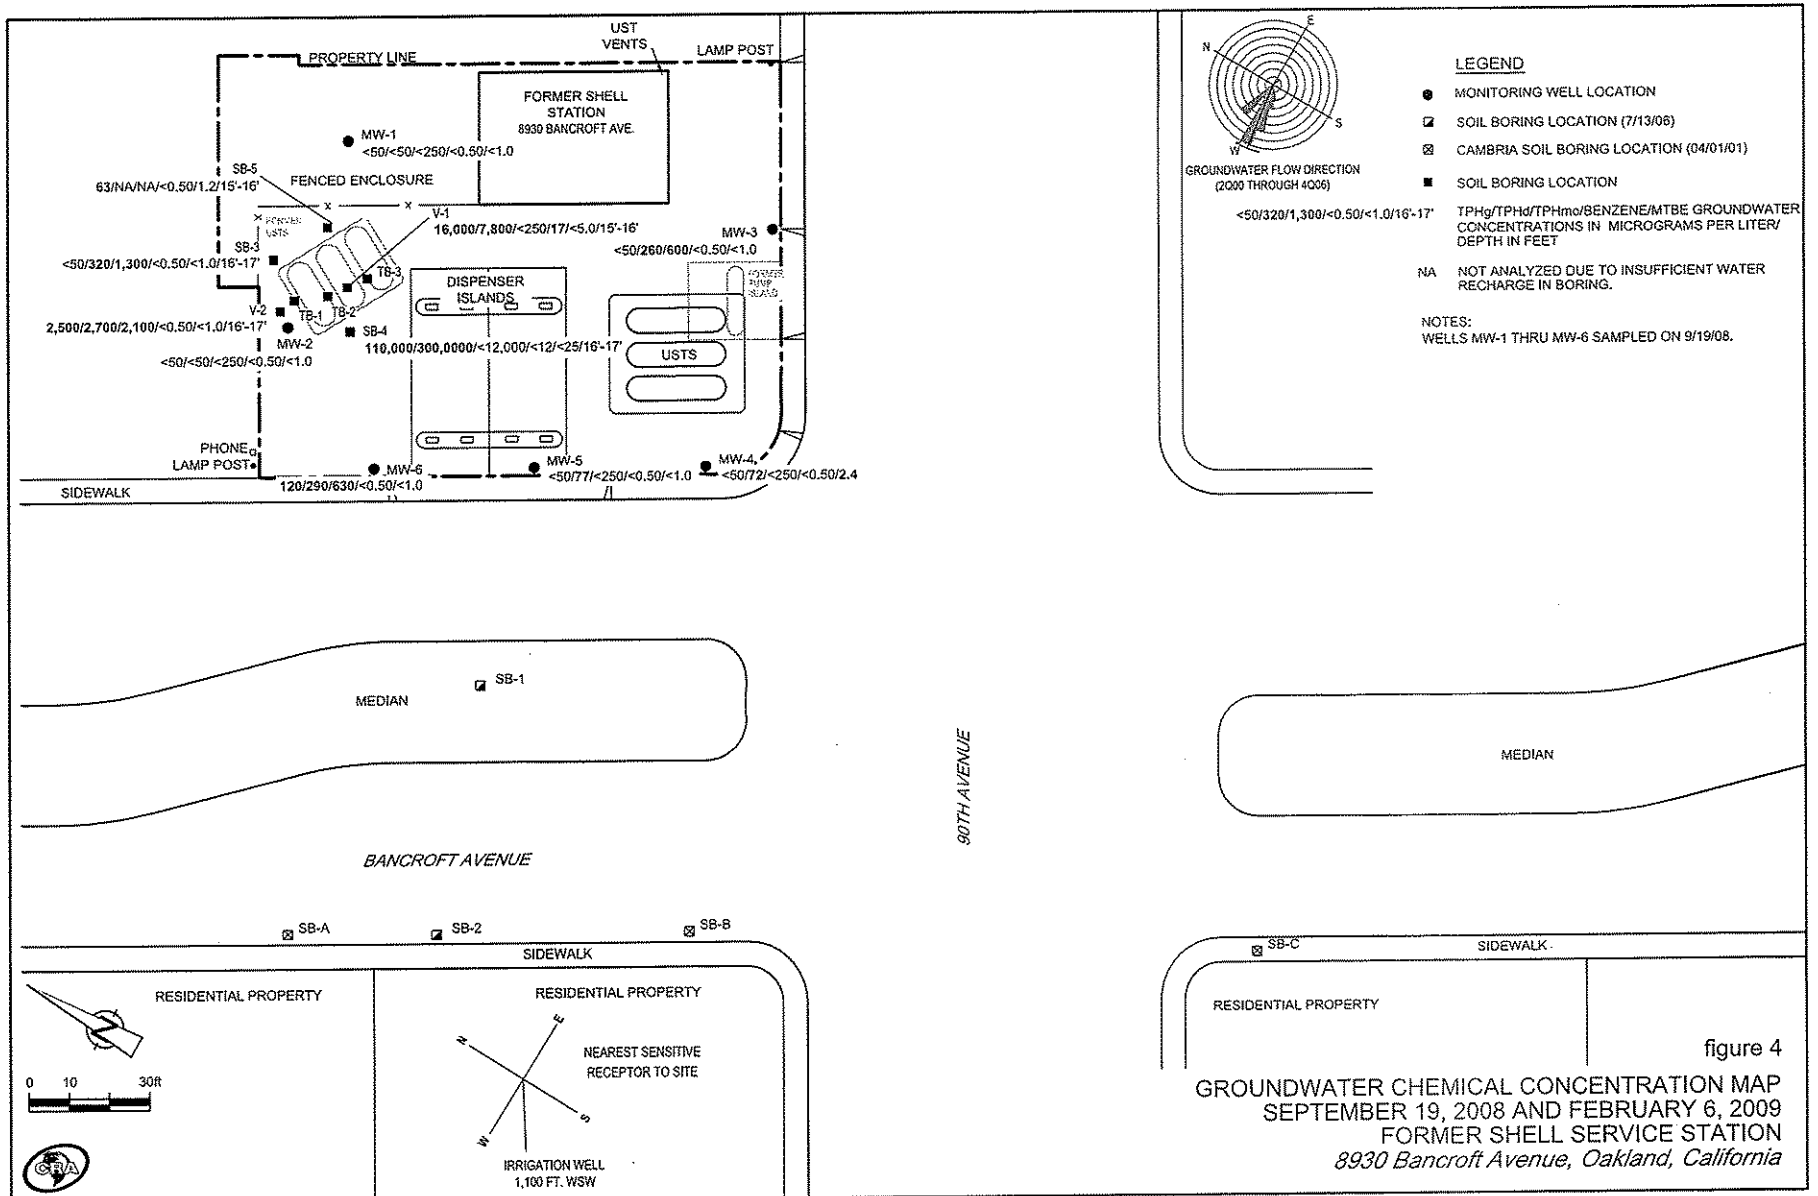 UST
VENTS
LAMP POST
PROPERTY LINE
FORMER SHELL
STATION
8930 BANCROFT AVE.
MW-1
<50/<50/<250/<0.50/<1.0
SB-5
63/NA/NA/<0.50/1.2/15'-16'
FENCED ENCLOSURE
V-1
16,000/7,800/<250/17/<5.0/15'-16'
FORMER
USTS
MW-3
<50/260/600/<0.50/<1.0
SB-3
<50/320/1,300/<0.50/<1.0/16'-17'
TB-3
DISPENSER
ISLANDS
FORMER
PUMP
ISLAND
V-2
TB-1
TB-2
2,500/2,700/2,100/<0.50/<1.0/16'-17'
SB-4
MW-2
110,000/300,0000/<12,000/<12/<25/16'-17'
<50/<50/<250/<0.50/<1.0
USTS
PHONE
LAMP POST
MW-6
120/290/630/<0.50/<1.0
MW-5
<50/77/<250/<0.50/<1.0
MW-4
<50/72/<250/<0.50/2.4
SIDEWALK
E
N
S
W
GROUNDWATER FLOW DIRECTION
(2Q00 THROUGH 4Q06)
LEGEND
MONITORING WELL LOCATION
SOIL BORING LOCATION (7/13/06)
CAMBRIA SOIL BORING LOCATION (04/01/01)
SOIL BORING LOCATION
<50/320/1,300/<0.50/<1.0/16'-17' TPHg/TPHd/TPHmo/BENZENE/MTBE GROUNDWATER
CONCENTRATIONS IN MICROGRAMS PER LITER/
DEPTH IN FEET
NA NOT ANALYZED DUE TO INSUFFICIENT WATER
RECHARGE IN BORING.
NOTES:
WELLS MW-1 THRU MW-6 SAMPLED ON 9/19/08.
SB-1
MEDIAN
MEDIAN
90TH AVENUE
BANCROFT AVENUE
SB-A
SB-2
SB-B
SIDEWALK
SB-C
SIDEWALK
RESIDENTIAL PROPERTY
RESIDENTIAL PROPERTY
RESIDENTIAL PROPERTY
N
E
N
S
W
NEAREST SENSITIVE
RECEPTOR TO SITE
0 10 30ft
IRRIGATION WELL
1,100 FT. WSW
CRA
figure 4
GROUNDWATER CHEMICAL CONCENTRATION MAP
SEPTEMBER 19, 2008 AND FEBRUARY 6, 2009
FORMER SHELL SERVICE STATION
8930 Bancroft Avenue, Oakland, California